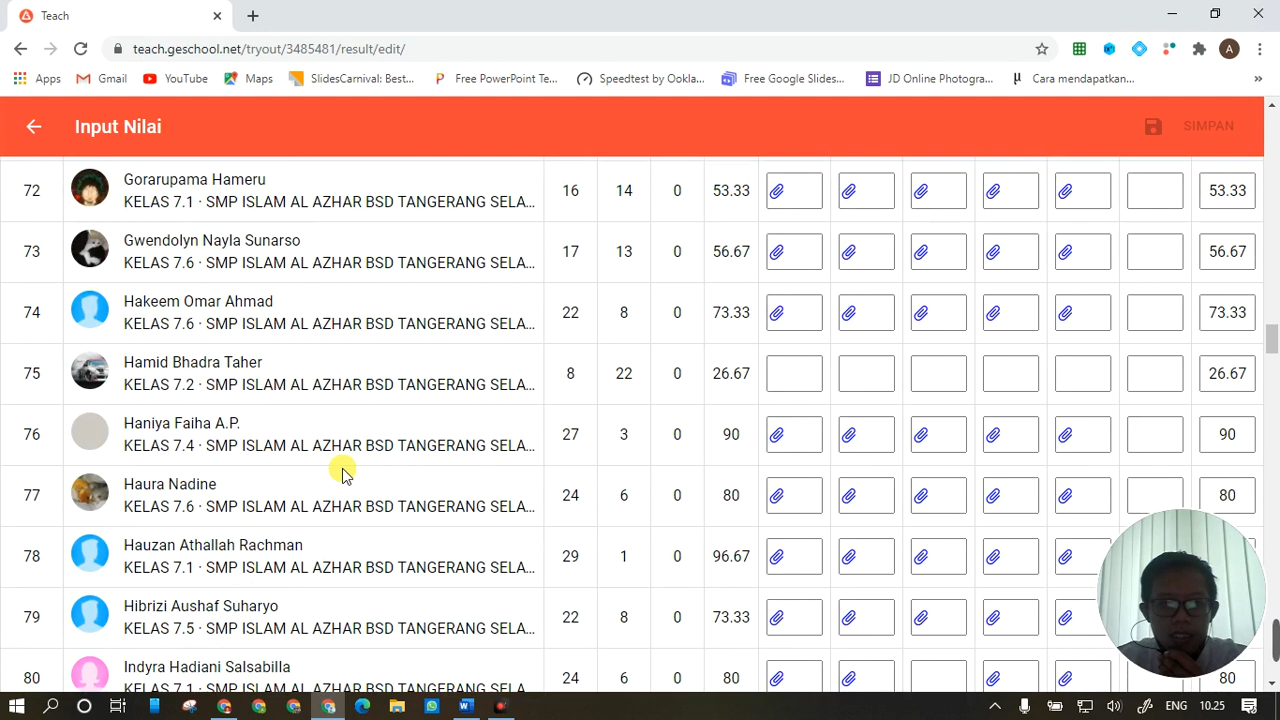 Teach
teach.geschool.net/tryout/3485481/result/edit/
A
Apps Gmail YouTube Maps SlidesCarnival: Best... Free PowerPoint Te... Speedtest by Ookla... Free Google Slides... JD Online Photogra... Cara mendapatkan... »
Input Nilai SIMPAN
72 Gorarupama Hameru 16 14 0 53.33 53.33
KELAS 7.1 · SMP ISLAM AL AZHAR BSD TANGERANG SELA...
73 Gwendolyn Nayla Sunarso 17 13 0 56.67 56.67
KELAS 7.6 · SMP ISLAM AL AZHAR BSD TANGERANG SELA...
74 Hakeem Omar Ahmad 22 8 0 73.33 73.33
KELAS 7.6 · SMP ISLAM AL AZHAR BSD TANGERANG SELA...
75 Hamid Bhadra Taher 8 22 0 26.67 26.67
KELAS 7.2 · SMP ISLAM AL AZHAR BSD TANGERANG SELA...
76 Haniya Faiha A.P. 27 3 0 90 90
KELAS 7.4 · SMP ISLAM AL AZHAR BSD TANGERANG SELA...
77 Haura Nadine 24 6 0 80 80
KELAS 7.6 · SMP ISLAM AL AZHAR BSD TANGERANG SELA...
78 Hauzan Athallah Rachman 29 1 0 96.67
KELAS 7.1 · SMP ISLAM AL AZHAR BSD TANGERANG SELA...
79 Hibrizi Aushaf Suharyo 22 8 0 73.33
KELAS 7.5 · SMP ISLAM AL AZHAR BSD TANGERANG SELA...
80 Indyra Hadiani Salsabilla 24 6 0 80 80
KELAS 7.1 · SMP ISLAM AL AZHAR BSD TANGERANG SELA...
ENG 10.25